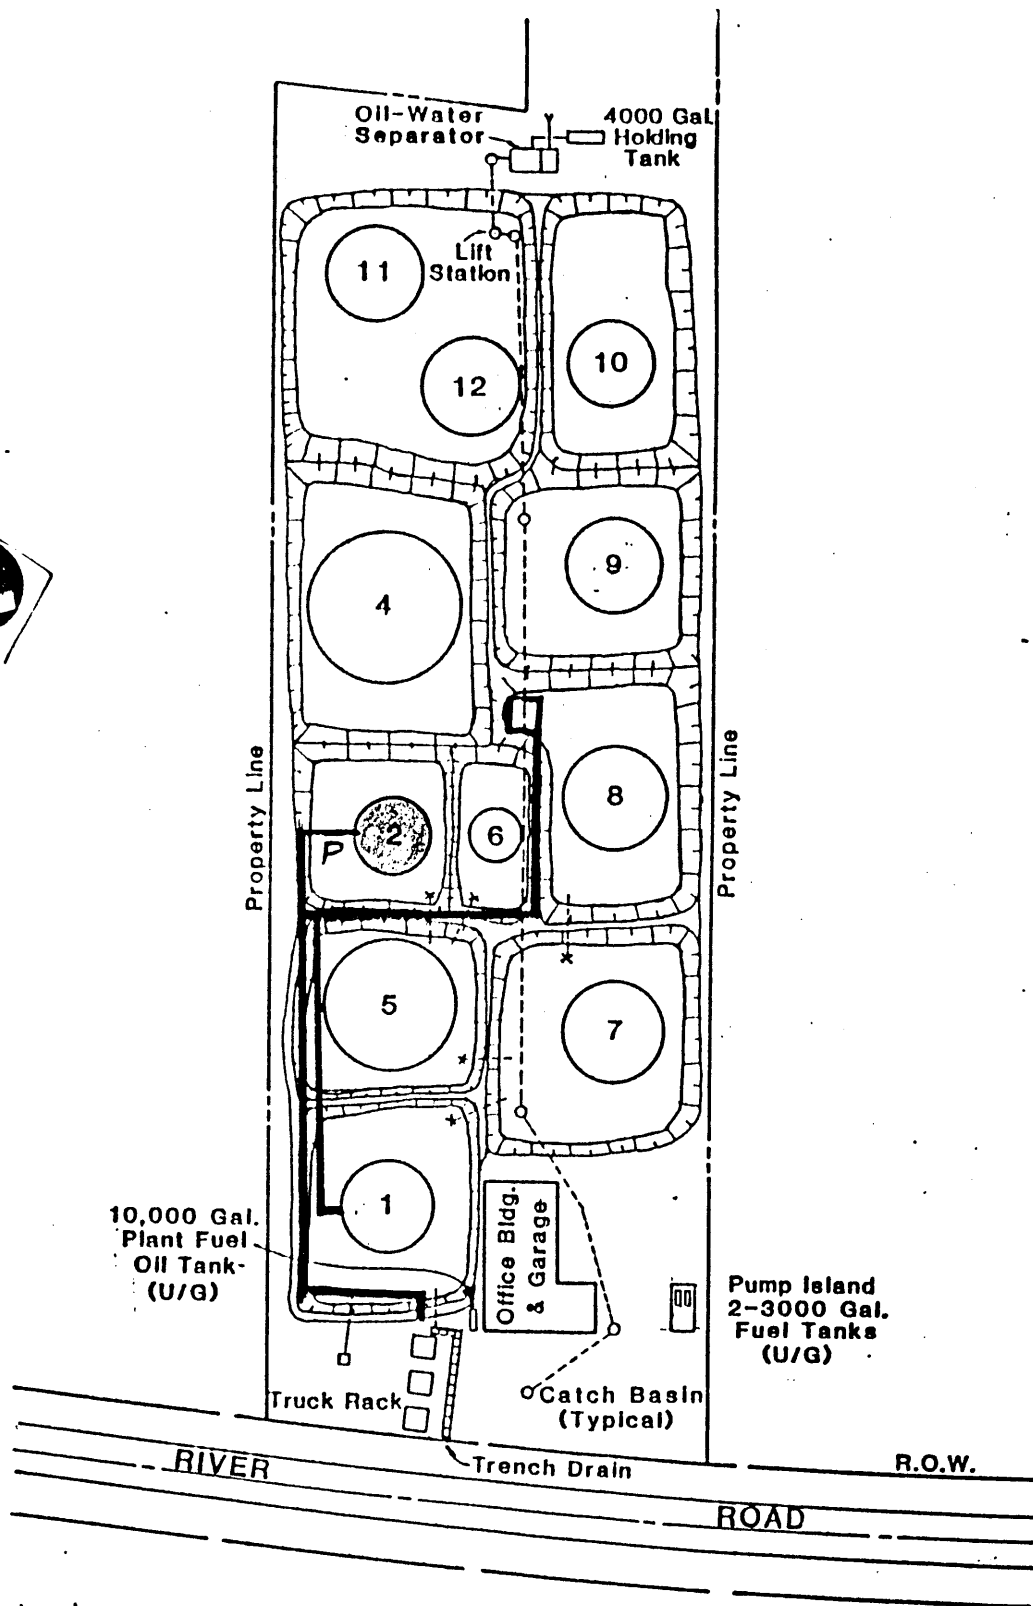 Oil-Water
Separator
4000 Gal.
Holding
Tank
Lift
Station
11
12
10
4
9
8
2
6
P
Property Line
Property Line
5
7
1
10,000 Gal.
Plant Fuel
Oil Tank-
(U/G)
Office Bldg.
& Garage
Pump Island
2-3000 Gal.
Fuel Tanks
(U/G)
Truck Rack
Catch Basin
(Typical)
Trench Drain
R.O.W.
RIVER
ROAD